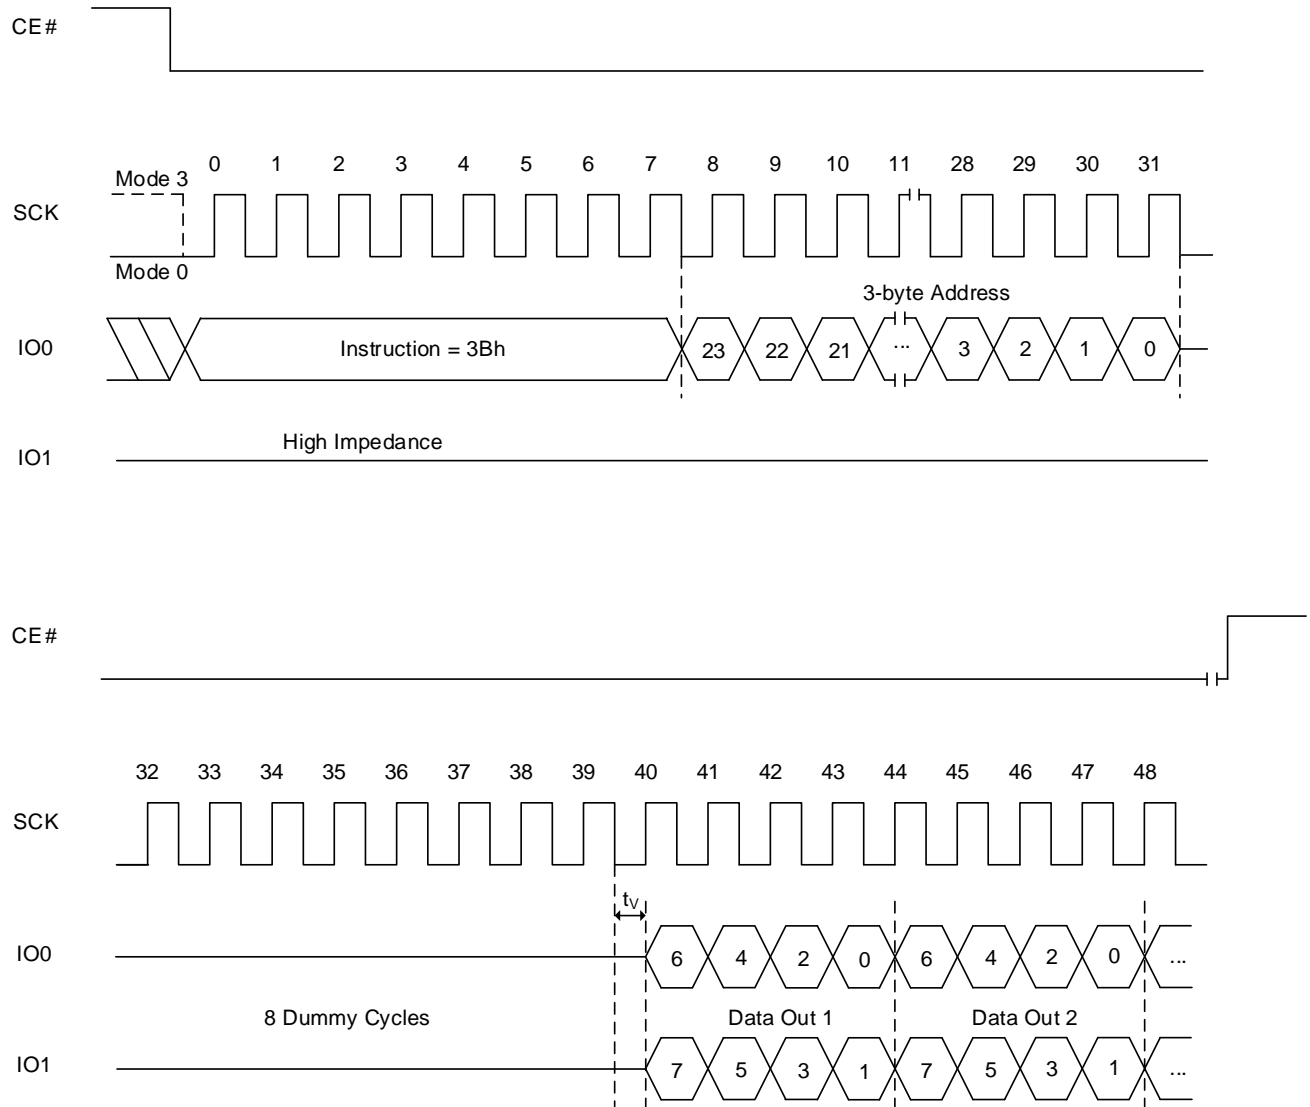 CE#
0 1 2 3 4 5 6 7 8 9 10 11 28 29 30 31
Mode 3
SCK
Mode 0
3-byte Address
IO0 Instruction = 3Bh 23 22 21 ... 3 2 1 0
High Impedance
IO1
CE#
32 33 34 35 36 37 38 39 40 41 42 43 44 45 46 47 48
SCK
tV
IO0 6 4 2 0 6 4 2 0 ...
8 Dummy Cycles Data Out 1 Data Out 2
IO1 7 5 3 1 7 5 3 1 ...